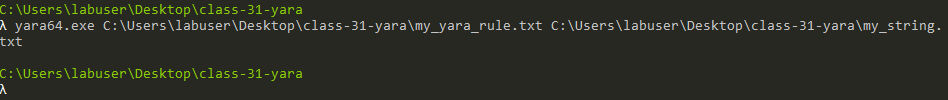 C:\Users\labuser\Desktop\class-31-yara
λ yara64.exe C:\Users\labuser\Desktop\class-31-yara\my_yara_rule.txt C:\Users\labuser\Desktop\class-31-yara\my_string.
txt
C:\Users\labuser\Desktop\class-31-yara
λ